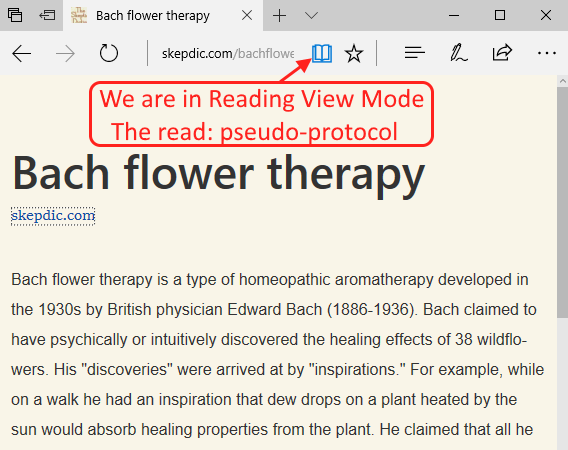 Bach flower therapy
skepdic.com/bachflowe
We are in Reading View Mode
The read: pseudo-protocol
Bach flower therapy
skepdic.com
Bach flower therapy is a type of homeopathic aromatherapy developed in
the 1930s by British physician Edward Bach (1886-1936). Bach claimed to
have psychically or intuitively discovered the healing effects of 38 wildflo-
wers. His "discoveries" were arrived at by "inspirations." For example, while
on a walk he had an inspiration that dew drops on a plant heated by the
sun would absorb healing properties from the plant. He claimed that all he